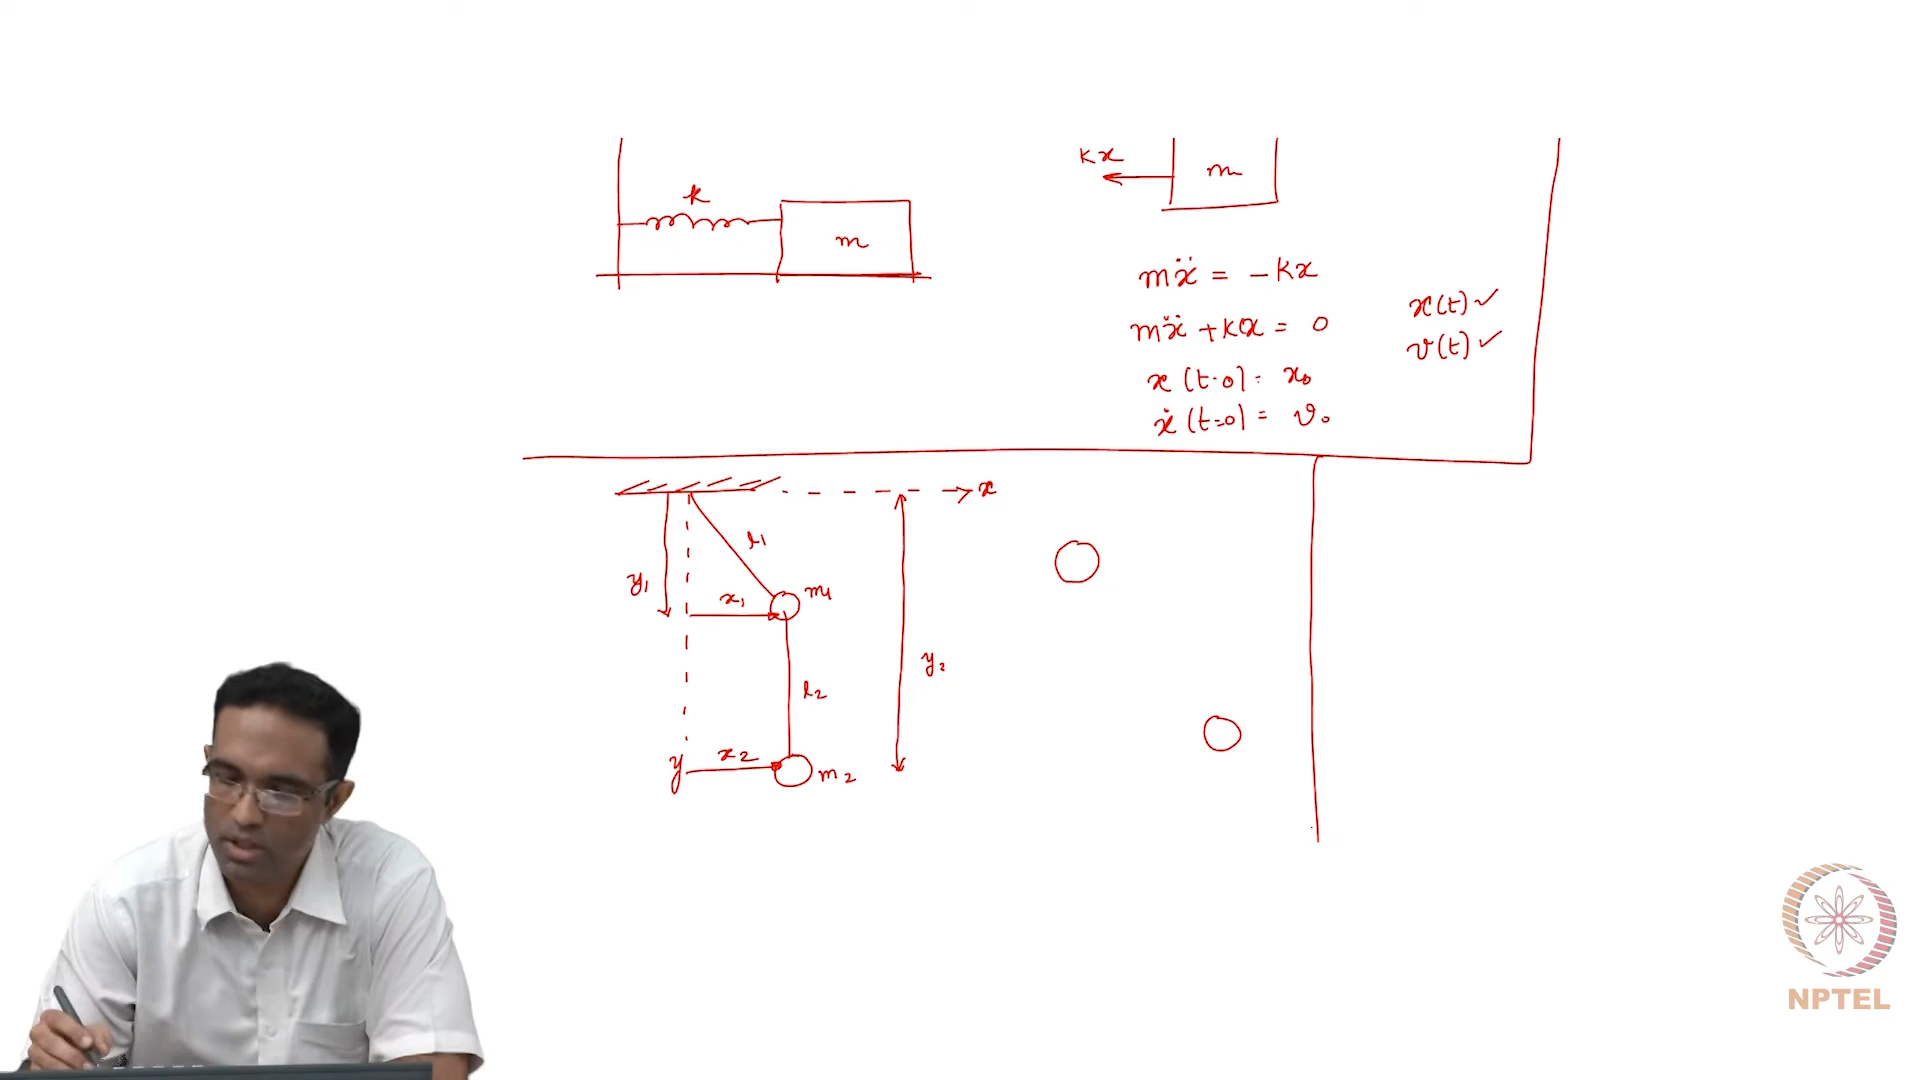 k
m
kx
m
mẍ = -kx
mẍ + kx = 0
x(t=0) = x₀
ẋ(t=0) = v₀
x(t) ✓
v(t) ✓
x
l₁
y₁
x₁
m₁
l₂
y₂
y
x₂
m₂
NPTEL